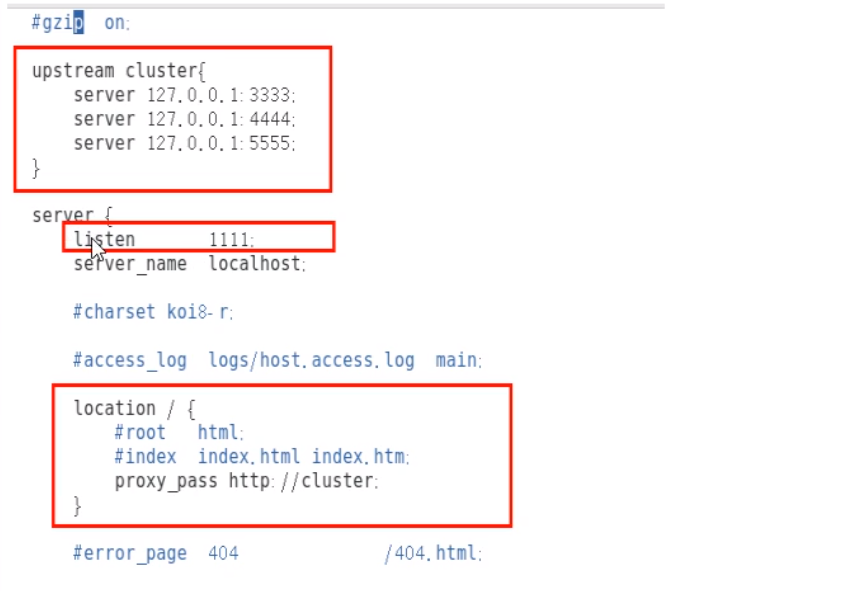 #gzip on;
upstream cluster{
server 127.0.0.1:3333;
server 127.0.0.1:4444;
server 127.0.0.1:5555;
}
server {
listen 1111;
server_name localhost;
#charset koi8-r;
#access_log logs/host.access.log main;
location / {
#root html;
#index index.html index.htm;
proxy_pass http://cluster;
}
#error_page 404 /404.html;